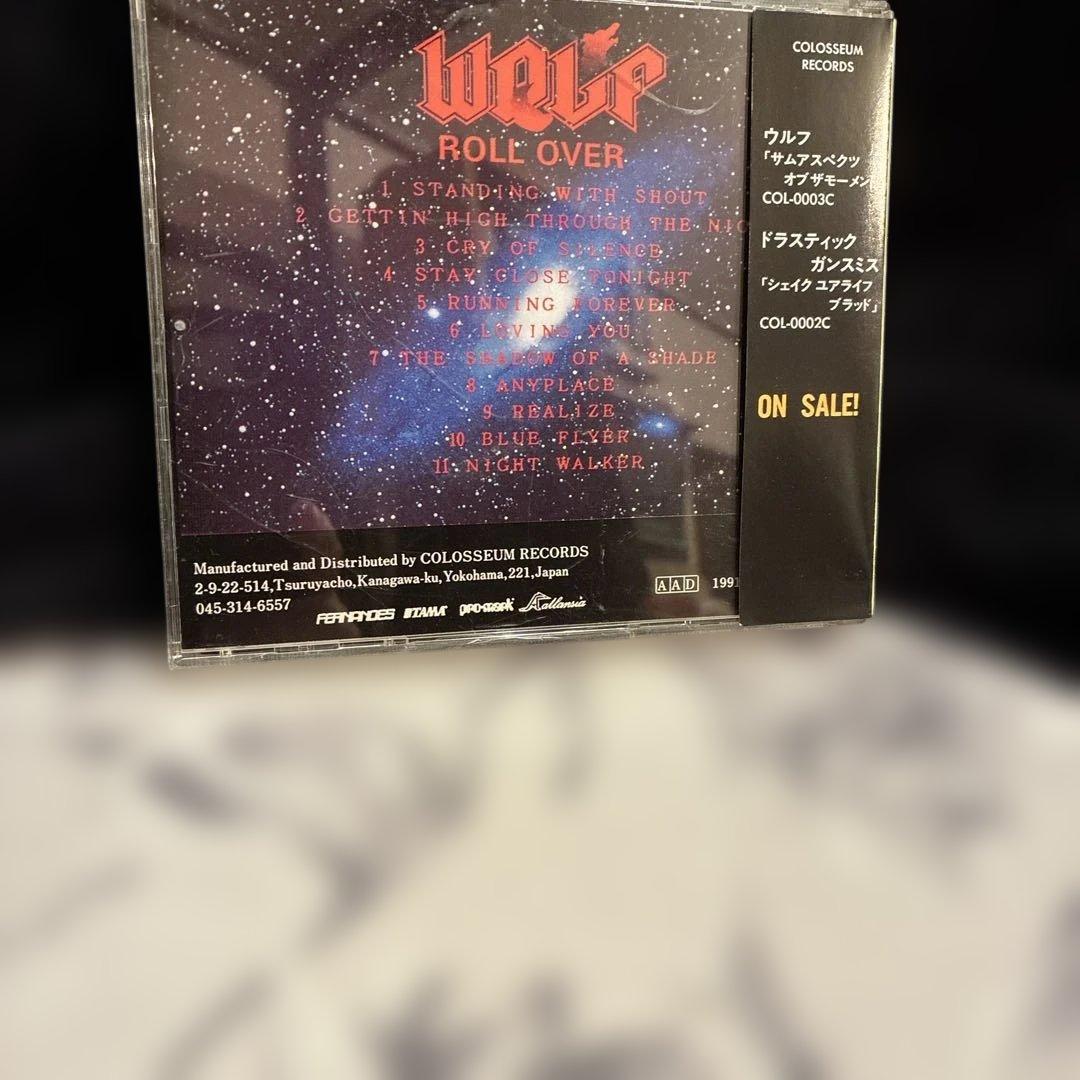 WOLF
ROLL OVER
1 STANDING WITH SHOUT
2 GETTIN' HIGH THROUGH THE NIG
3 CRY OF SILENCE
4 STAY CLOSE TONIGHT
5 RUNNING FOREVER
6 LOVING YOU
7 THE SHADOW OF A SHADE
8 ANYPLACE
9 REALIZE
10 BLUE FLYER
11 NIGHT WALKER
Manufactured and Distributed by COLOSSEUM RECORDS
2-9-22-514,Tsuruyacho,Kanagawa-ku,Yokohama,221,Japan
045-314-6557
FERNANDES TAMA Aatlansia
AAD 1991
COLOSSEUM
RECORDS
ウルフ
「サムアスペクツ
オブ ザモーメン
COL-0003C
ドラスティック
ガンスミス
「シェイク ユアライフ
ブラッド」
COL-0002C
ON SALE!